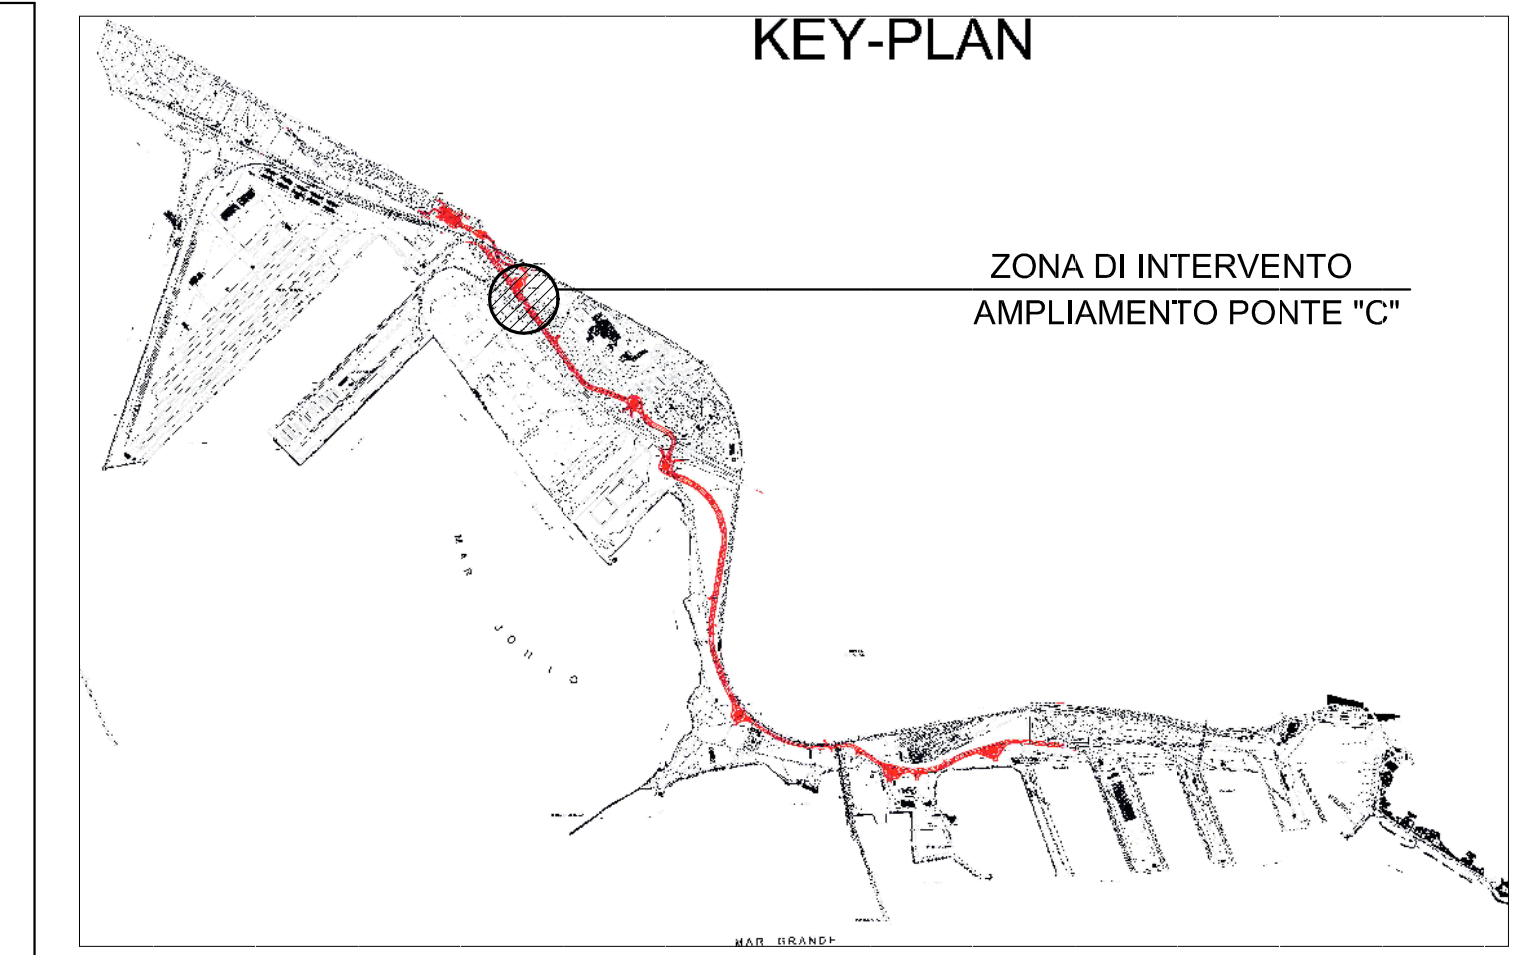 KEY-PLAN
ZONA DI INTERVENTO
AMPLIAMENTO PONTE "C"
MAR
JONIO
MAR GRANDE